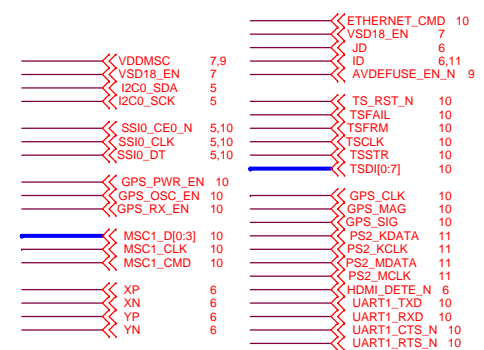 VDDMSC 7,9
VSD18_EN 7
I2C0_SDA 5
I2C0_SCK 5
SSI0_CE0_N 5,10
SSI0_CLK 5,10
SSI0_DT 5,10
GPS_PWR_EN 10
GPS_OSC_EN 10
GPS_RX_EN 10
MSC1_D[0:3] 10
MSC1_CLK 10
MSC1_CMD 10
XP 6
XN 6
YP 6
YN 6
ETHERNET_CMD 10
VSD18_EN 7
JD 6
ID 6,11
AVDEFUSE_EN_N 9
TS_RST_N 10
TSFAIL 10
TSFRM 10
TSCLK 10
TSSTR 10
TSDI[0:7] 10
GPS_CLK 10
GPS_MAG 10
GPS_SIG 10
PS2_KDATA 11
PS2_KCLK 11
PS2_MDATA 11
PS2_MCLK 11
HDMI_DETE_N 6
UART1_TXD 10
UART1_RXD 10
UART1_CTS_N 10
UART1_RTS_N 10